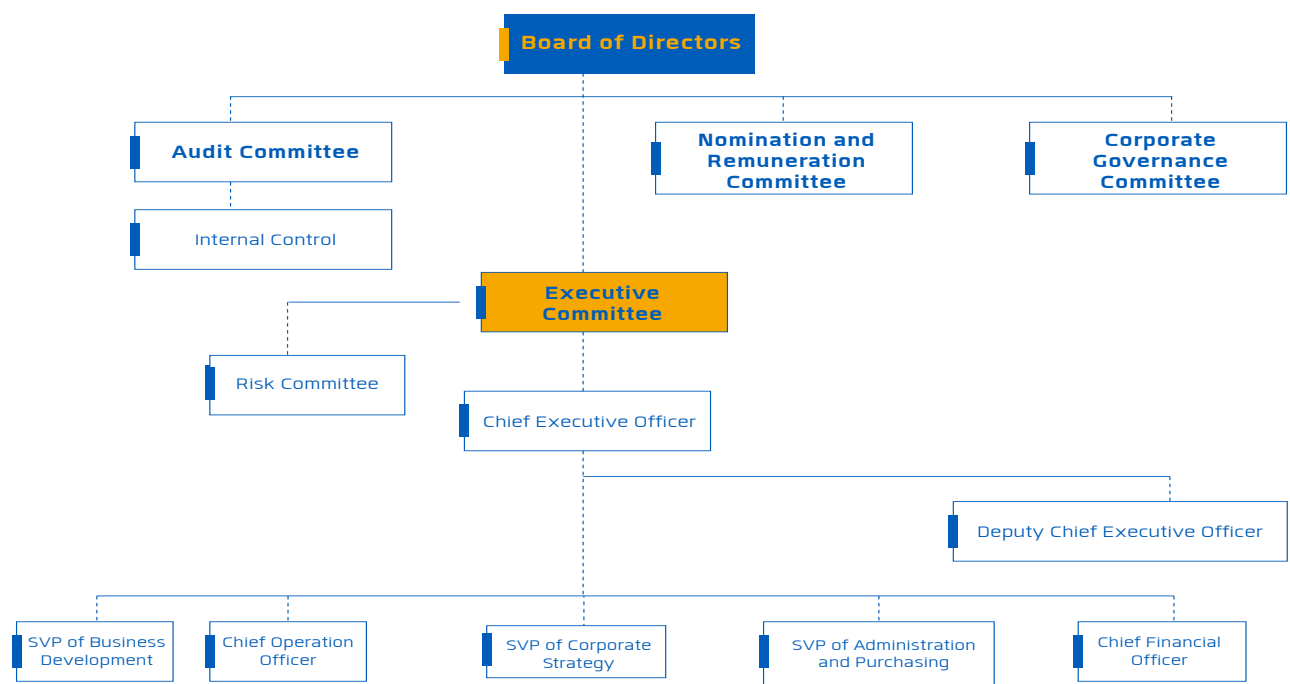 Board of Directors
Audit Committee
Nomination and
Remuneration
Committee
Corporate
Governance
Committee
Internal Control
Executive
Committee
Risk Committee
Chief Executive Officer
Deputy Chief Executive Officer
SVP of Business
Development
Chief Operation
Officer
SVP of Corporate
Strategy
SVP of Administration
and Purchasing
Chief Financial
Officer